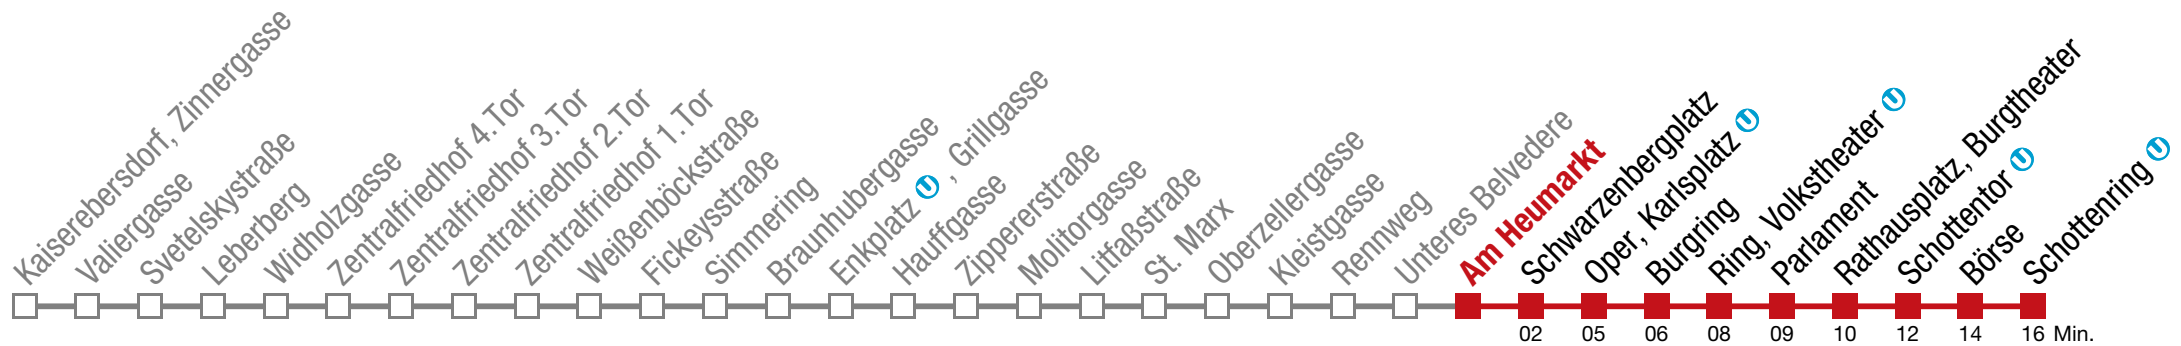 Kaiserebersdorf, Zinnergasse
Valiergasse
Svetelskystraße
Leberberg
Widholzgasse
Zentralfriedhof 4.Tor
Zentralfriedhof 3.Tor
Zentralfriedhof 2.Tor
Zentralfriedhof 1.Tor
Weißenböckstraße
Fickeysstraße
Simmering
Braunhubergasse
Enkplatz U, Grillgasse
Hauffgasse
Zippererstraße
Molitorgasse
Litfaßstraße
St. Marx
Oberzellergasse
Kleistgasse
Rennweg
Unteres Belvedere
Am Heumarkt
Schwarzenbergplatz
Oper, Karlsplatz U
Burgring
Ring, Volkstheater U
Parlament
Rathausplatz, Burgtheater
Schottentor U
Börse
Schottenring U
02 05 06 08 09 10 12 14 16 Min.